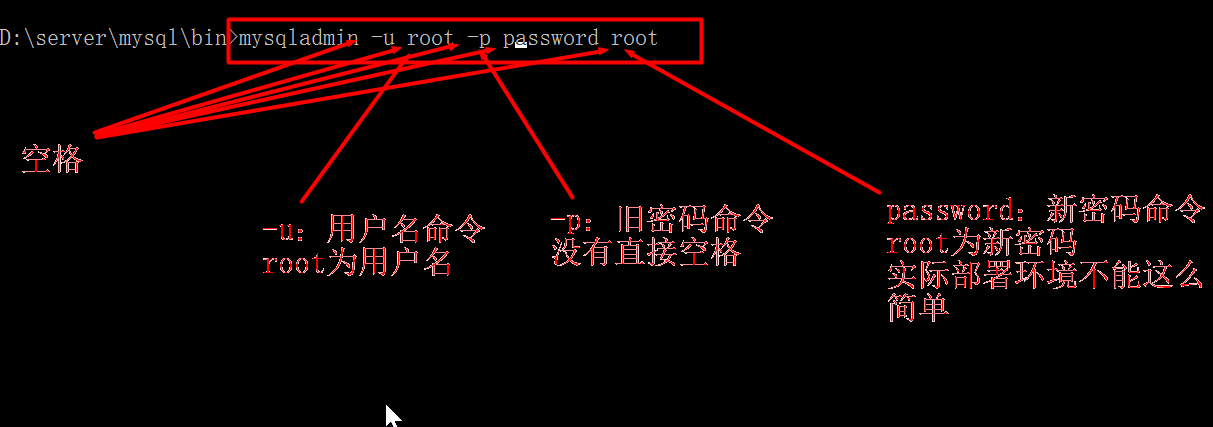 D:\server\mysql\bin>mysqladmin -u root -p password root
空格
-u：用户名命令
root为用户名
-p：旧密码命令
没有直接空格
password：新密码命令
root为新密码
实际部署环境不能这么
简单